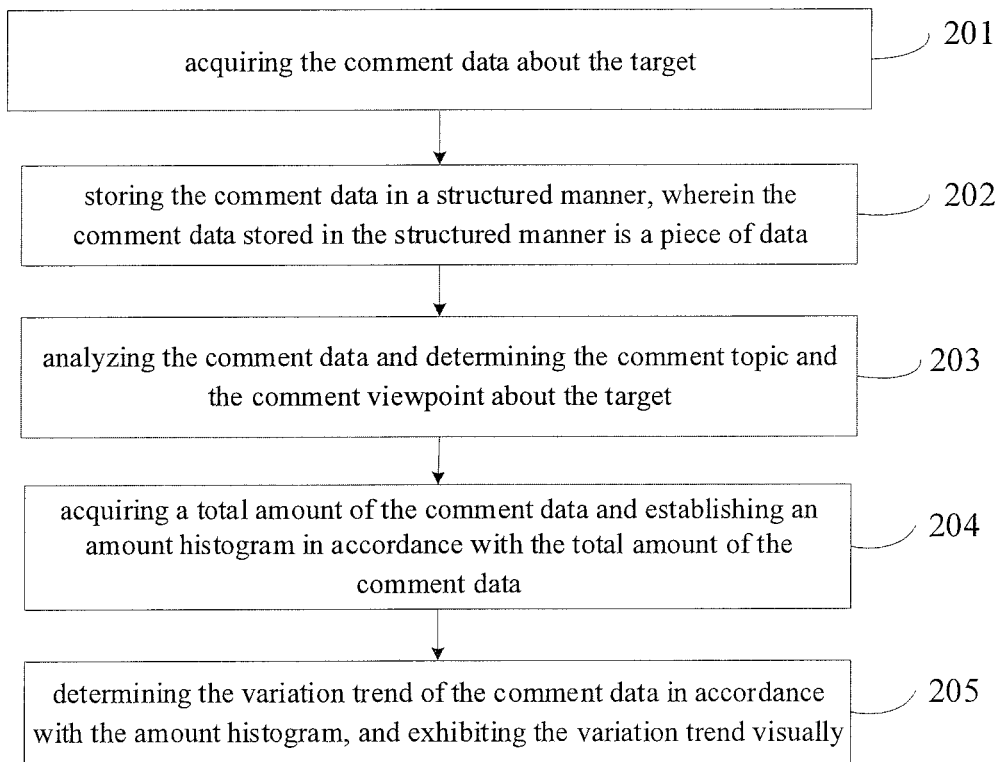 acquiring the comment data about the target
201
storing the comment data in a structured manner, wherein the
comment data stored in the structured manner is a piece of data
202
analyzing the comment data and determining the comment topic and
the comment viewpoint about the target
203
acquiring a total amount of the comment data and establishing an
amount histogram in accordance with the total amount of the
comment data
204
determining the variation trend of the comment data in accordance
with the amount histogram, and exhibiting the variation trend visually
205